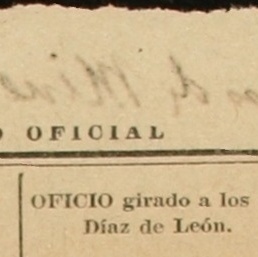 O OFICIAL
OFICIO girado a los
Díaz de León.